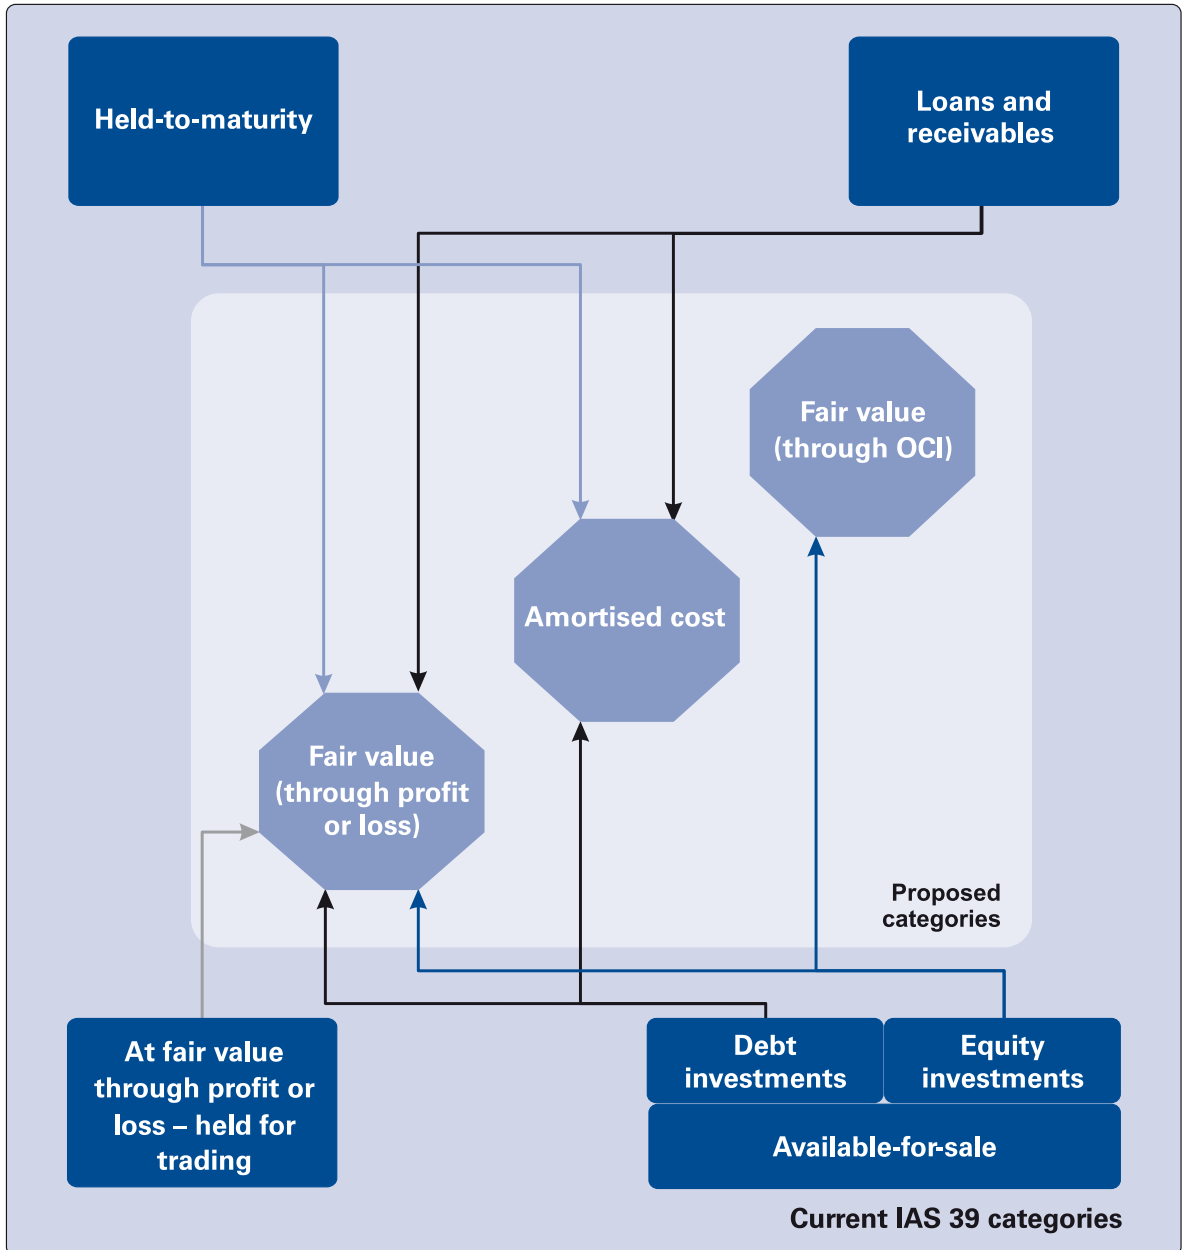 Held-to-maturity
Loans and
receivables
Fair value
(through OCI)
Amortised cost
Fair value
(through profit
or loss)
Proposed
categories
At fair value
through profit or
loss – held for
trading
Debt
investments
Equity
investments
Available-for-sale
Current IAS 39 categories